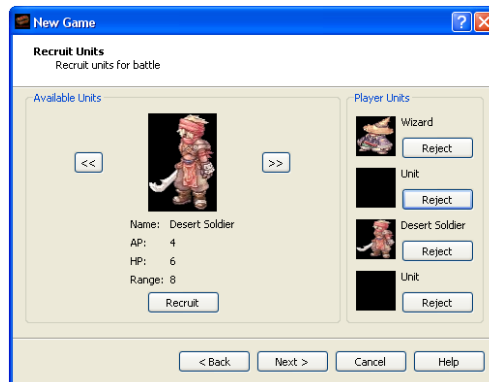 New Game
Recruit Units
Recruit units for battle
Available Units
<<
>>
Name: Desert Soldier
AP: 4
HP: 6
Range: 8
Recruit
Player Units
Wizard
Reject
Unit
Reject
Desert Soldier
Reject
Unit
Reject
< Back
Next >
Cancel
Help